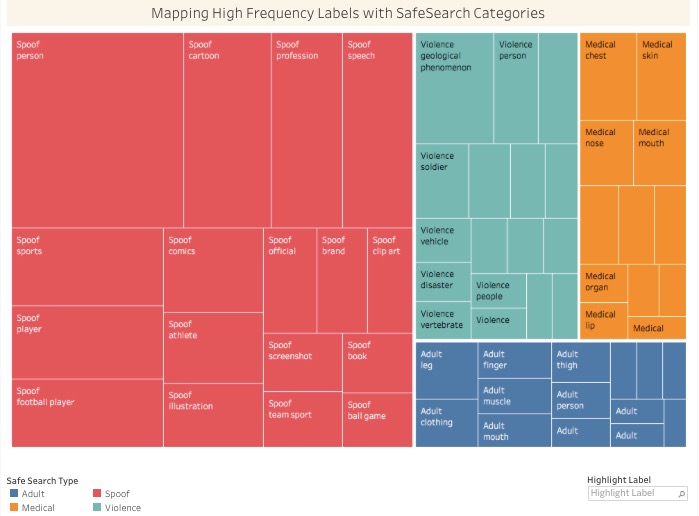 Mapping High Frequency Labels with SafeSearch Categories
Spoof
person
Spoof
cartoon
Spoof
profession
Spoof
speech
Spoof
sports
Spoof
player
Spoof
football player
Spoof
comics
Spoof
athlete
Spoof
illustration
Spoof
official
Spoof
brand
Spoof
clip art
Spoof
screenshot
Spoof
book
Spoof
team sport
Spoof
ball game
Violence
geological
phenomenon
Violence
person
Violence
soldier
Violence
vehicle
Violence
disaster
Violence
vertebrate
Violence
people
Violence
Medical
chest
Medical
skin
Medical
nose
Medical
mouth
Medical
organ
Medical
lip
Medical
Adult
leg
Adult
clothing
Adult
finger
Adult
muscle
Adult
mouth
Adult
thigh
Adult
person
Adult
Adult
Adult
Safe Search Type
Adult
Spoof
Medical
Violence
Highlight Label
Highlight Label